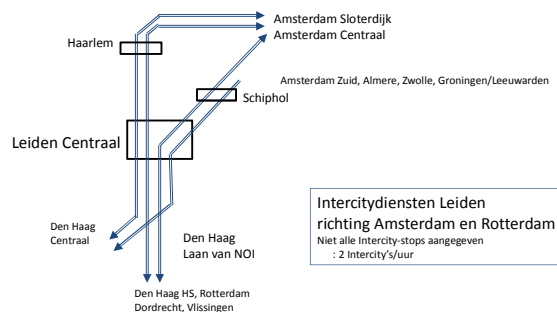 Amsterdam Sloterdijk
Amsterdam Centraal
Haarlem
Amsterdam Zuid, Almere, Zwolle, Groningen/Leeuwarden
Schiphol
Leiden Centraal
Den Haag
Centraal
Den Haag
Laan van NOI
Den Haag HS, Rotterdam
Dordrecht, Vlissingen
Intercitydiensten Leiden
richting Amsterdam en Rotterdam
Niet alle Intercity-stops aangegeven
: 2 Intercity's/uur